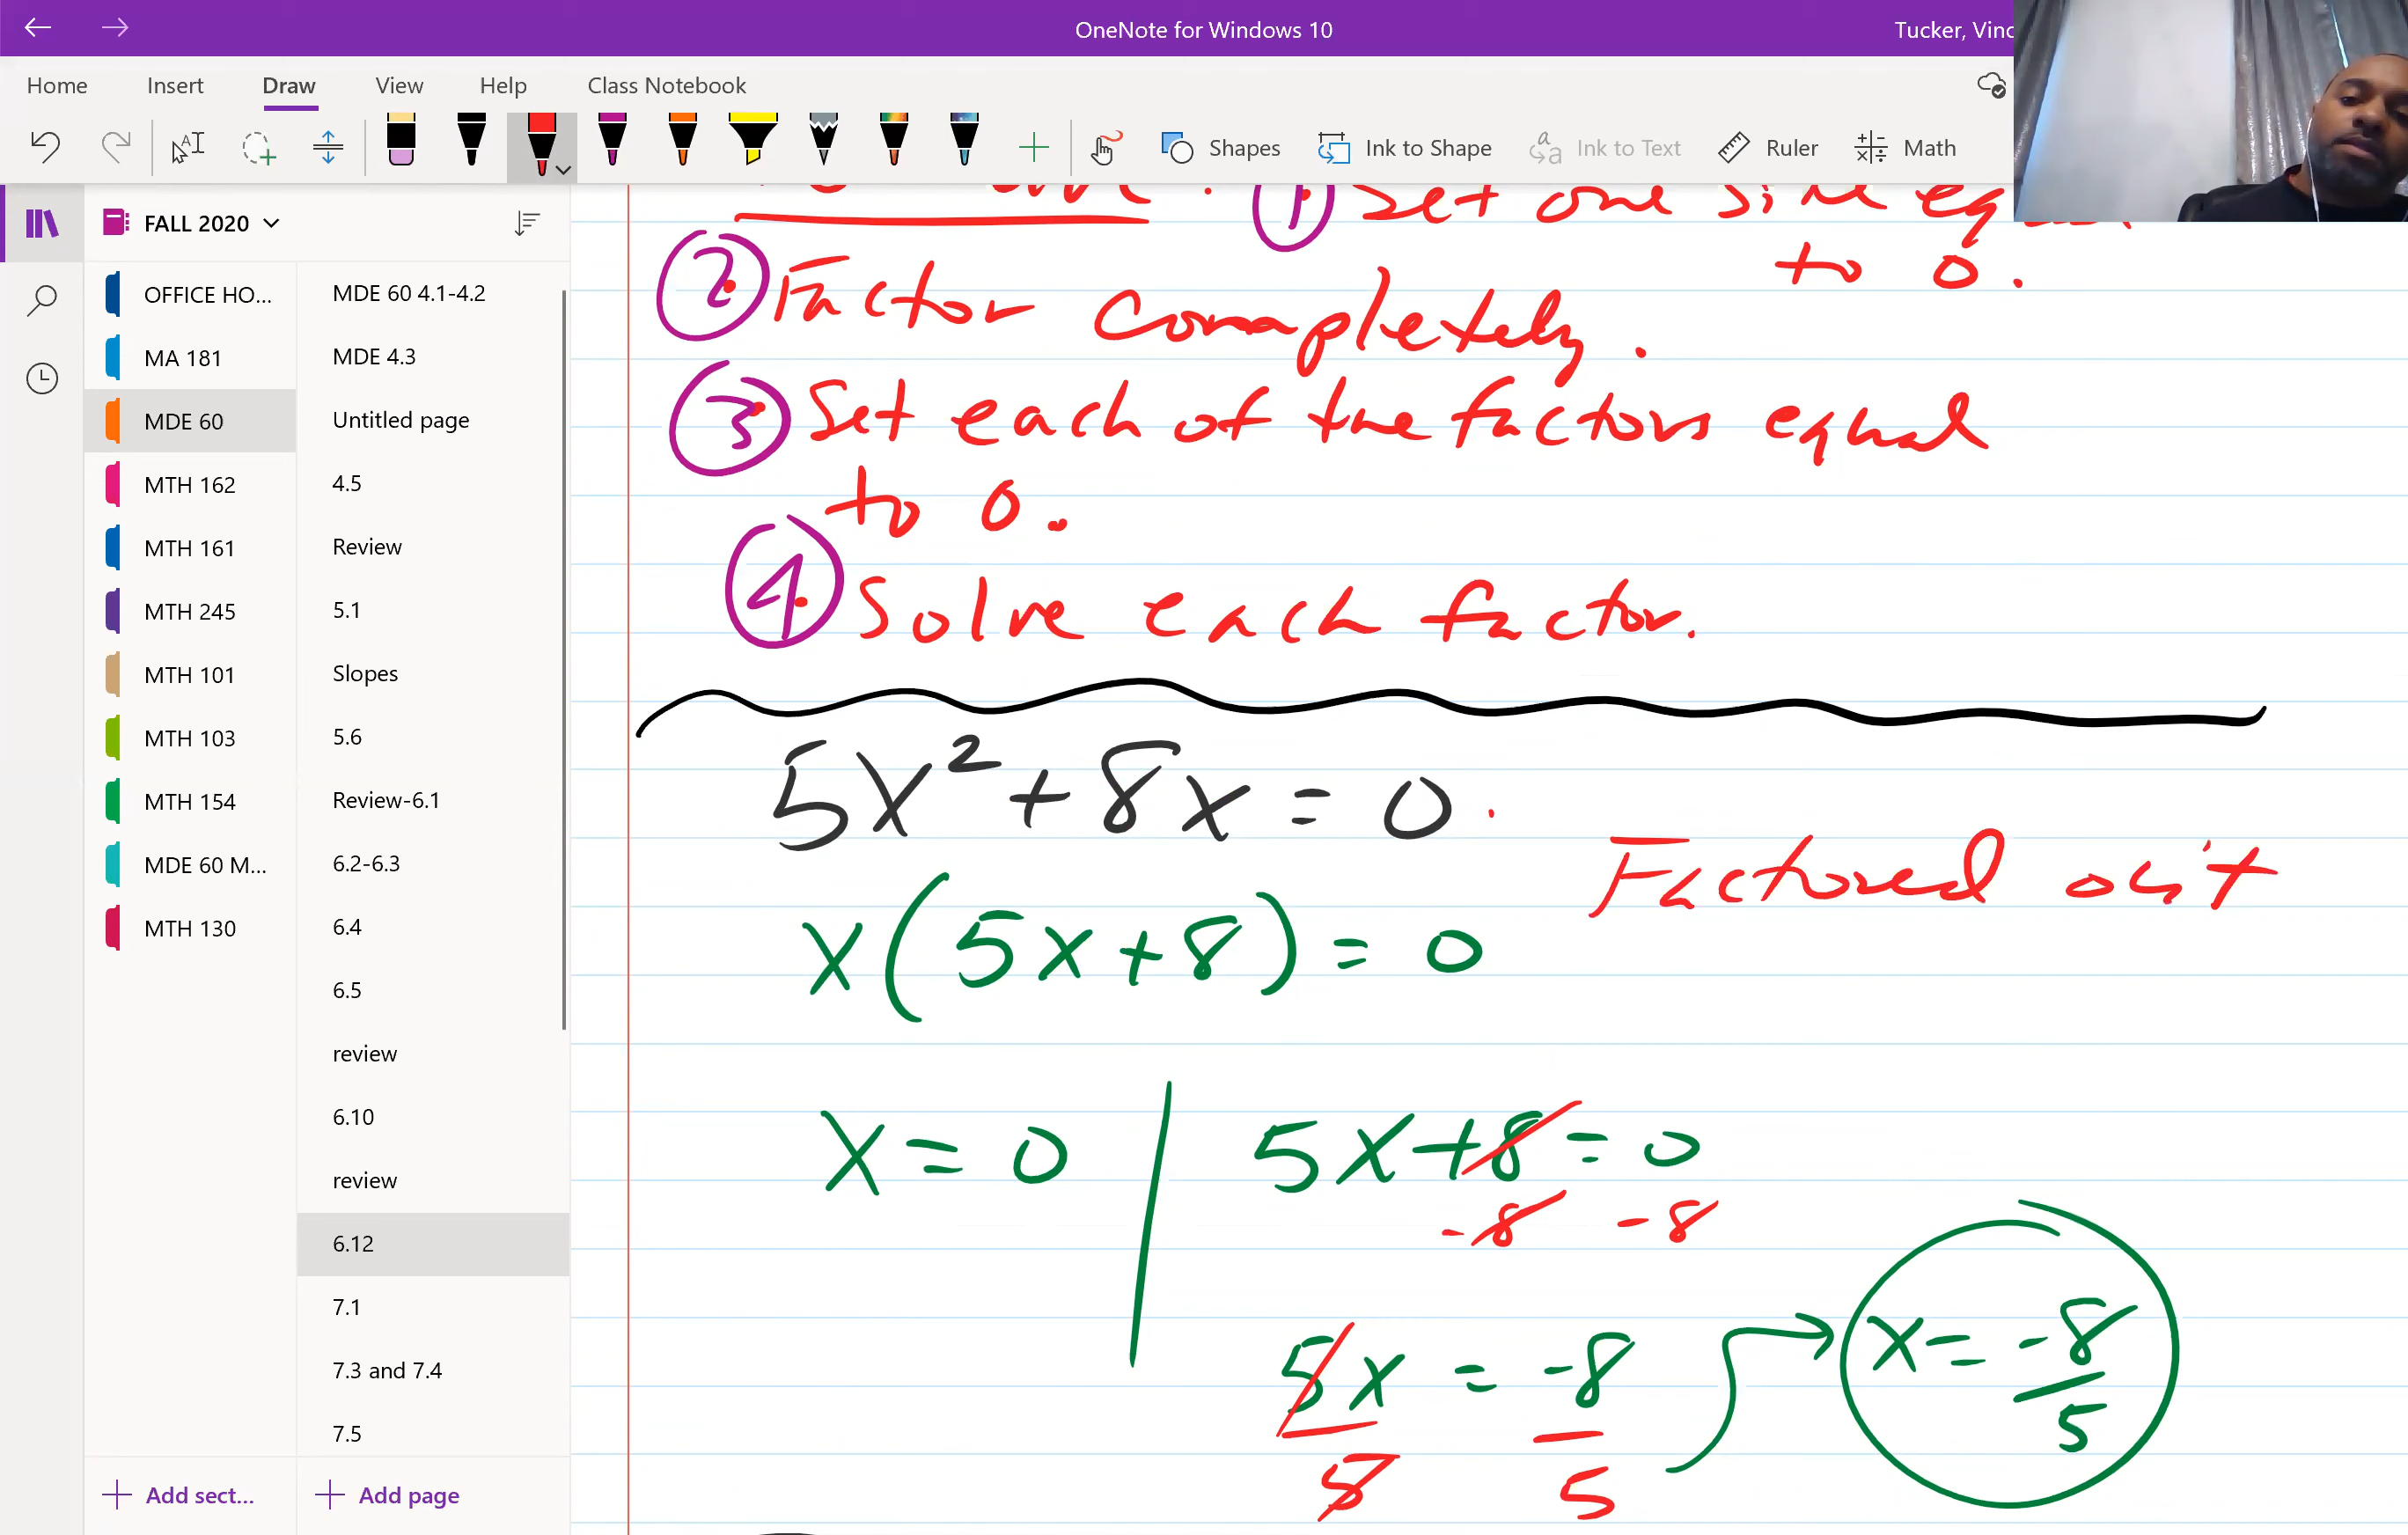 OneNote for Windows 10
Tucker, Vinc
Home Insert Draw View Help Class Notebook
Shapes Ink to Shape Ink to Text Ruler Math
FALL 2020
OFFICE HO...
MA 181
MDE 60
MTH 162
MTH 161
MTH 245
MTH 101
MTH 103
MTH 154
MDE 60 M...
MTH 130
Add sect...
MDE 60 4.1-4.2
MDE 4.3
Untitled page
4.5
Review
5.1
Slopes
5.6
Review-6.1
6.2-6.3
6.4
6.5
review
6.10
review
6.12
7.1
7.3 and 7.4
7.5
Add page
1. Set one side
to 0.
2. Factor completely.
3. Set each of the factors equal
to 0.
4. Solve each factor.
5x² + 8x = 0
Factored out
x(5x+8) = 0
x = 0
5x+8 = 0
-8 -8
5x = -8
5 5
x = -8
5